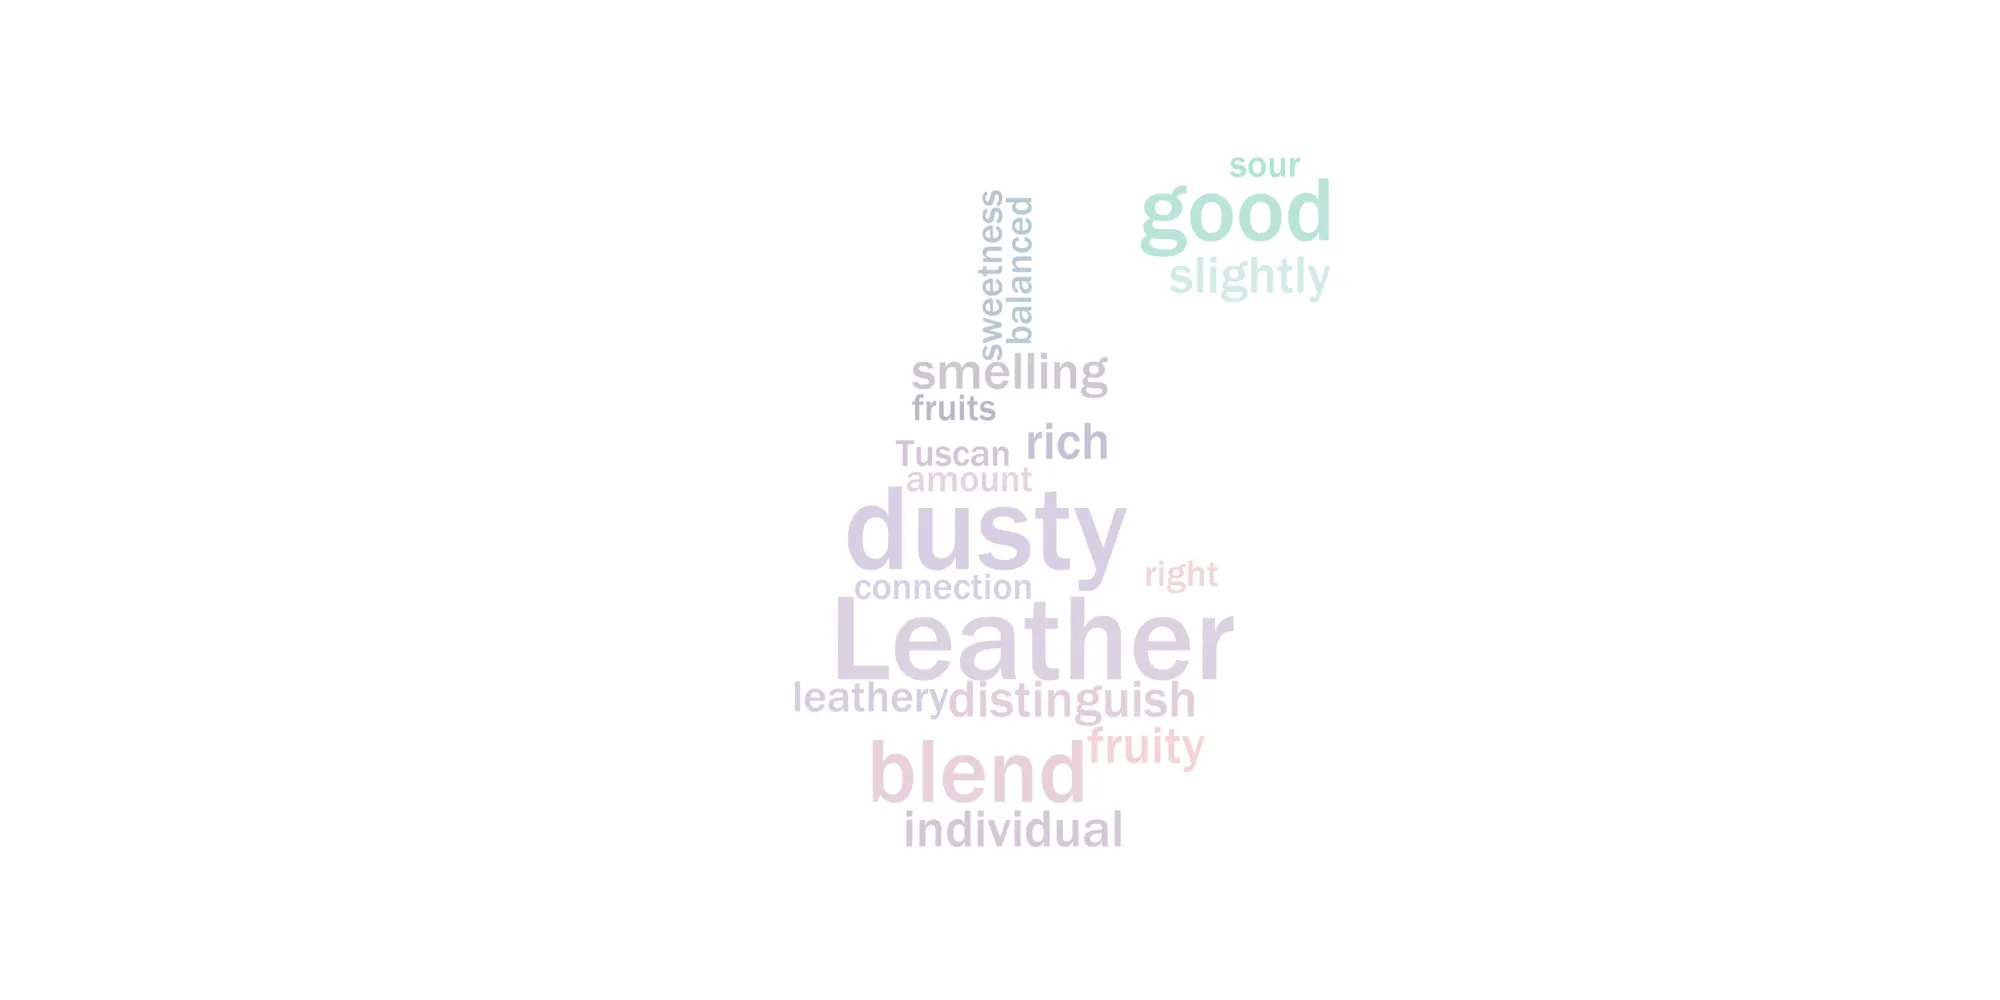 sour
good
slightly
sweetness
balanced
smelling
fruits
rich
Tuscan
amount
dusty
right
connection
Leather
leathery
distinguish
fruity
blend
individual